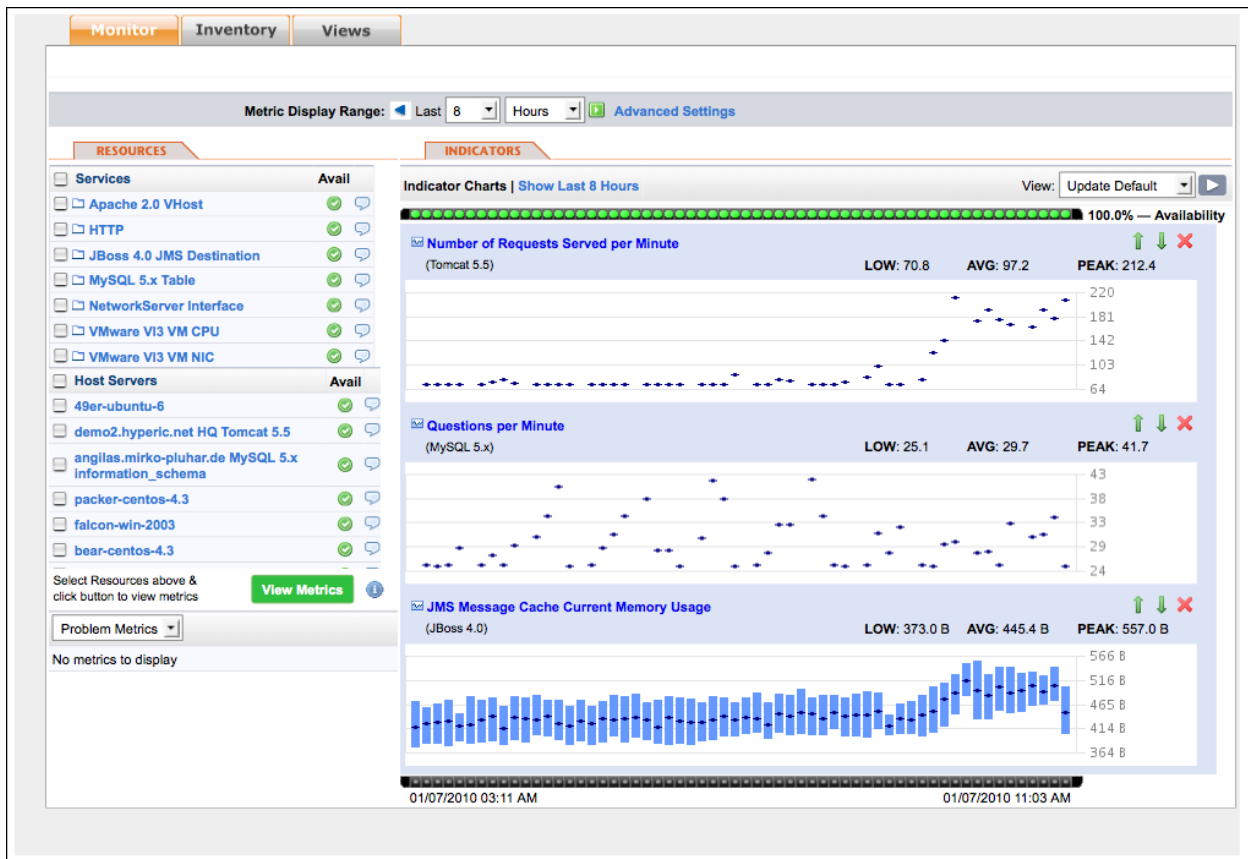 Monitor Inventory Views
Metric Display Range: Last 8 Hours Advanced Settings
RESOURCES
Services Avail
Apache 2.0 VHost
HTTP
JBoss 4.0 JMS Destination
MySQL 5.x Table
NetworkServer Interface
VMware VI3 VM CPU
VMware VI3 VM NIC
Host Servers Avail
49er-ubuntu-6
demo2.hyperic.net HQ Tomcat 5.5
angilas.mirko-pluhar.de MySQL 5.x
information_schema
packer-centos-4.3
falcon-win-2003
bear-centos-4.3
Select Resources above &
click button to view metrics
View Metrics
Problem Metrics
No metrics to display
INDICATORS
Indicator Charts | Show Last 8 Hours View: Update Default
100.0% — Availability
Number of Requests Served per Minute
(Tomcat 5.5) LOW: 70.8 AVG: 97.2 PEAK: 212.4
220
181
142
103
64
Questions per Minute
(MySQL 5.x) LOW: 25.1 AVG: 29.7 PEAK: 41.7
43
38
33
29
24
JMS Message Cache Current Memory Usage
(JBoss 4.0) LOW: 373.0 B AVG: 445.4 B PEAK: 557.0 B
566 B
516 B
465 B
414 B
364 B
01/07/2010 03:11 AM 01/07/2010 11:03 AM